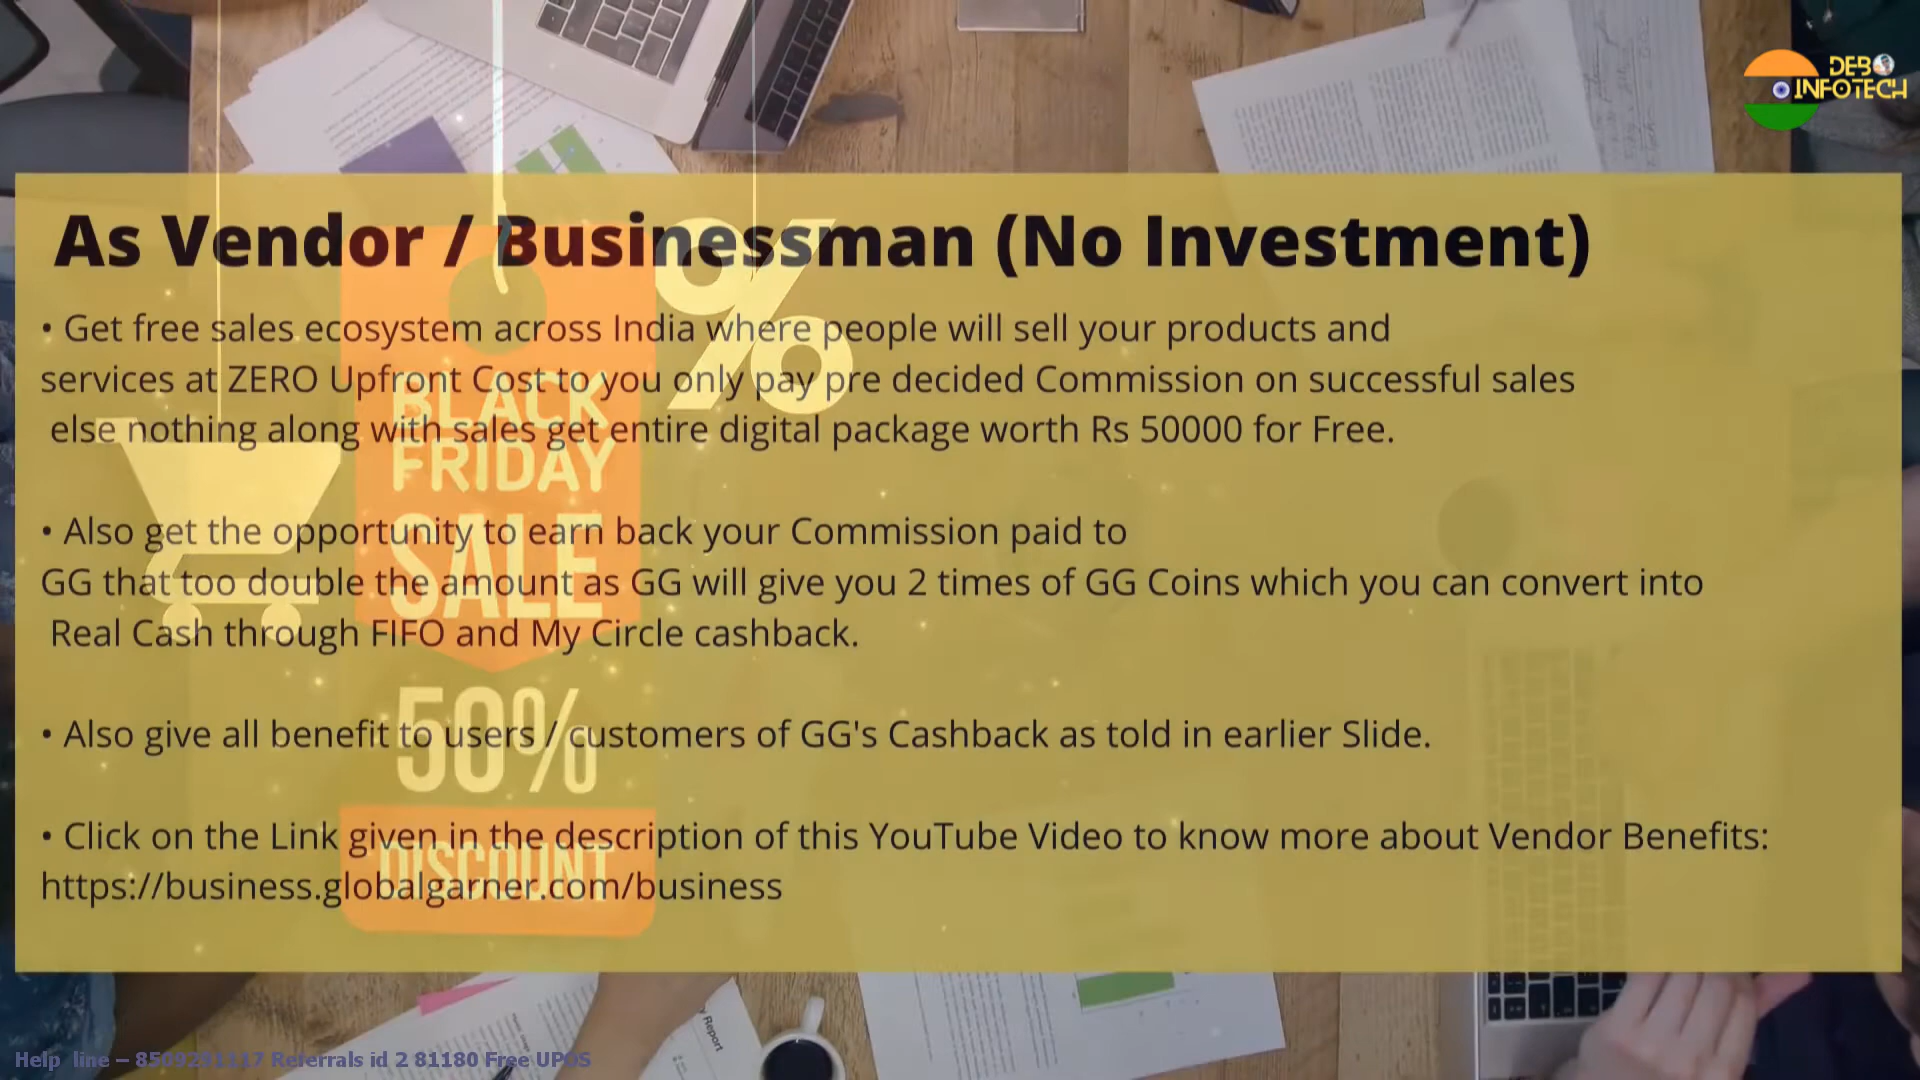 DEBO
INFOTECH
As Vendor / Businessman (No Investment)
• Get free sales ecosystem across India where people will sell your products and
services at ZERO Upfront Cost to you only pay pre decided Commission on successful sales
else nothing along with sales get entire digital package worth Rs 50000 for Free.
• Also get the opportunity to earn back your Commission paid to
GG that too double the amount as GG will give you 2 times of GG Coins which you can convert into
Real Cash through FIFO and My Circle cashback.
• Also give all benefit to users / customers of GG's Cashback as told in earlier Slide.
• Click on the Link given in the description of this YouTube Video to know more about Vendor Benefits:
https://business.globalgarner.com/business
%
BLACK
FRIDAY
SALE
50%
DISCOUNT
Report
Help line – 8509291117 Referrals id 2 81180 Free UPOS